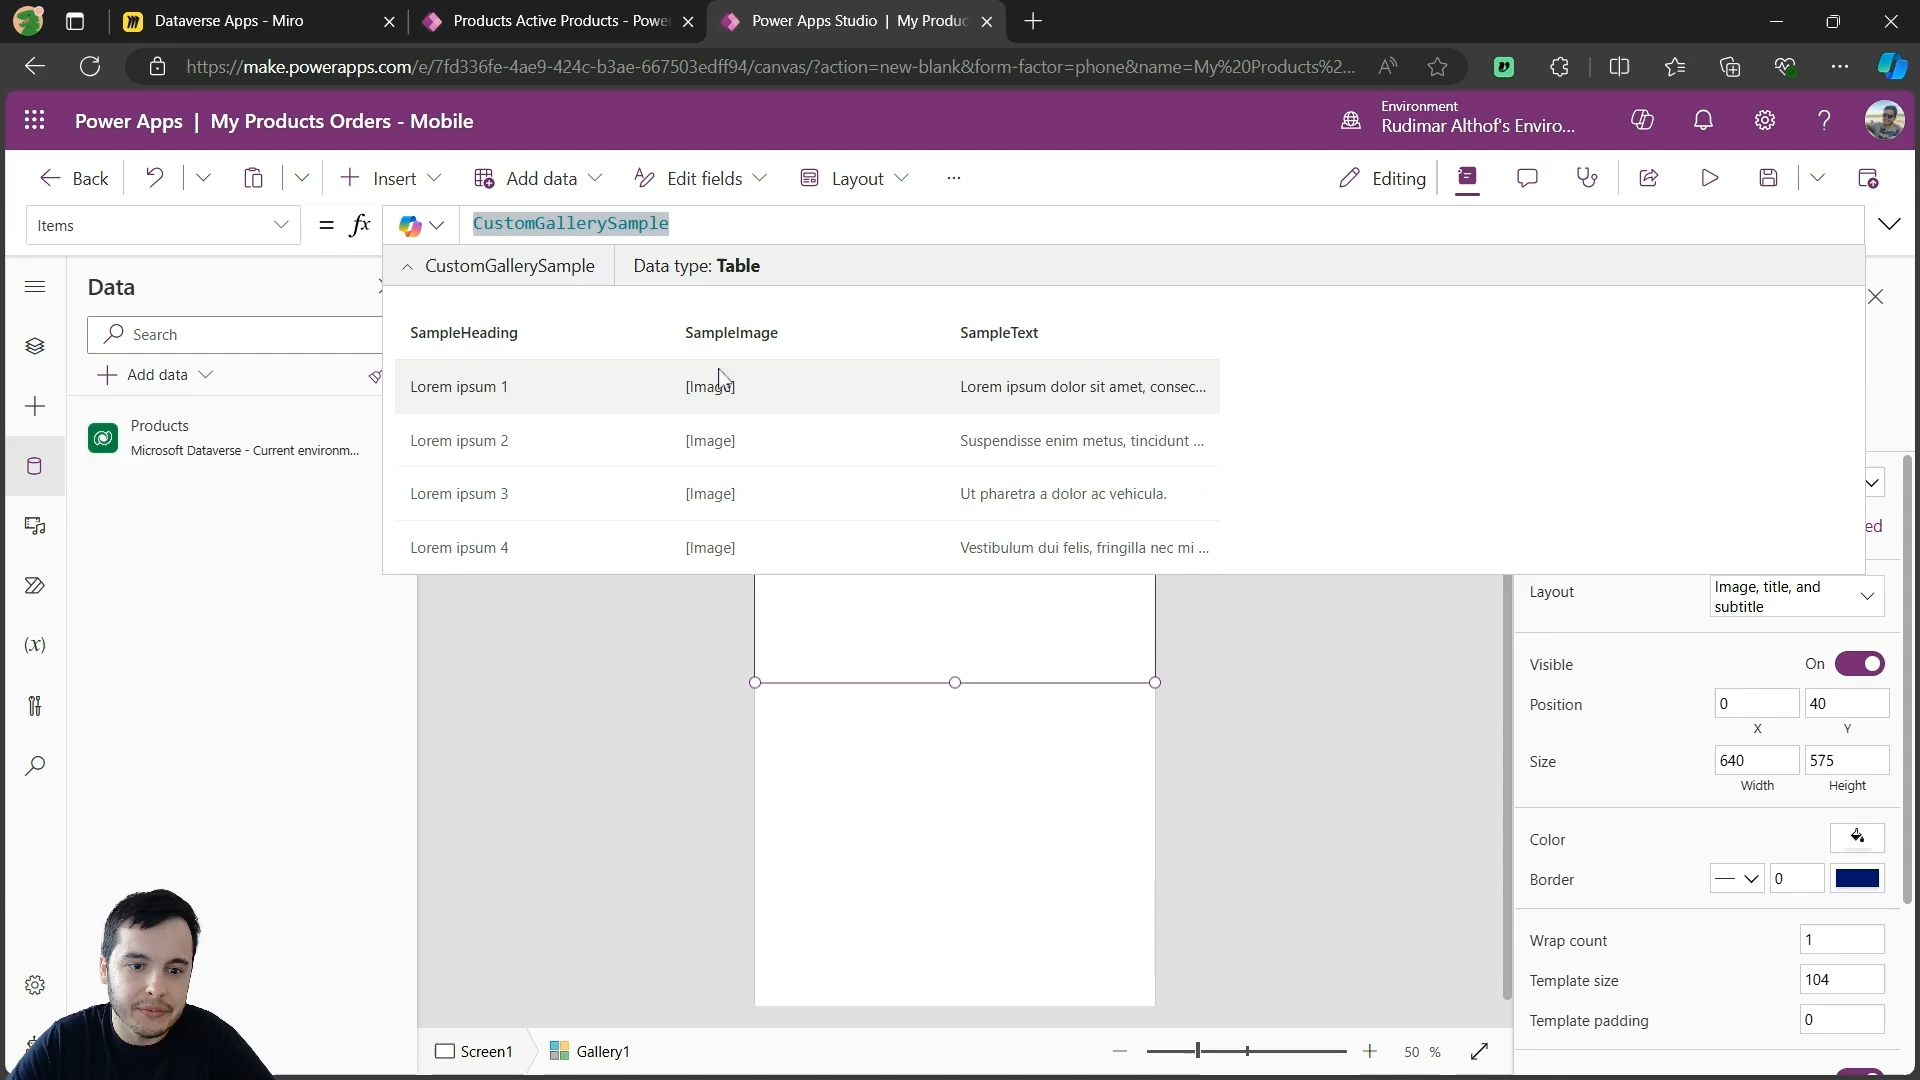 Dataverse Apps - Miro
Products Active Products - Powe
Power Apps Studio | My Produc
https://make.powerapps.com/e/7fd336fe-4ae9-424c-b3ae-667503edff94/canvas/?action=new-blank&form-factor=phone&name=My%20Products%2...
Power Apps | My Products Orders - Mobile
Environment
Rudimar Althof's Enviro...
Back
Insert
Add data
Edit fields
Layout
...
Editing
Items
= fx
CustomGallerySample
CustomGallerySample
Data type: Table
Data
Search
Add data
Products
Microsoft Dataverse - Current environm...
SampleHeading
SampleImage
SampleText
Lorem ipsum 1
[Image]
Lorem ipsum dolor sit amet, consec...
Lorem ipsum 2
[Image]
Suspendisse enim metus, tincidunt ...
Lorem ipsum 3
[Image]
Ut pharetra a dolor ac vehicula.
Lorem ipsum 4
[Image]
Vestibulum dui felis, fringilla nec mi ...
(x)
ed
Layout
Image, title, and
subtitle
Visible
On
Position
0
40
X
Y
Size
640
575
Width
Height
Color
Border
0
Wrap count
1
Template size
104
Template padding
0
Screen1
Gallery1
50 %